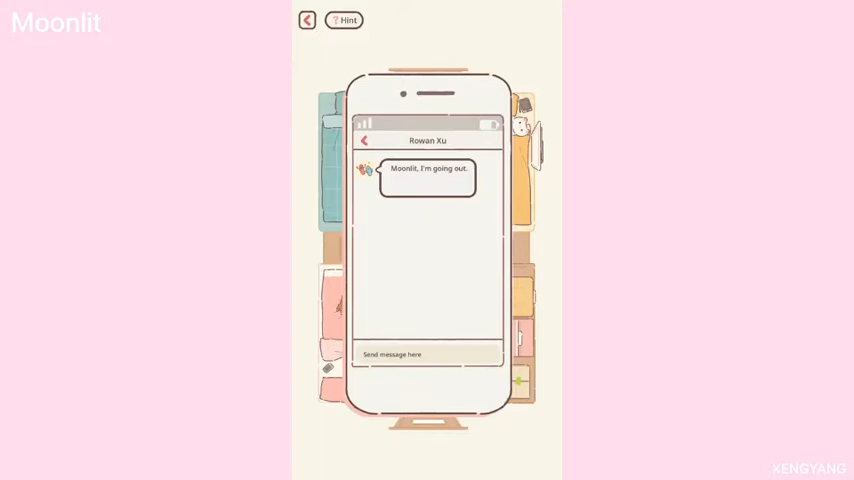 Moonlit
? Hint
Rowan Xu
Moonlit, I'm going out.
Send message here
XENGYANG